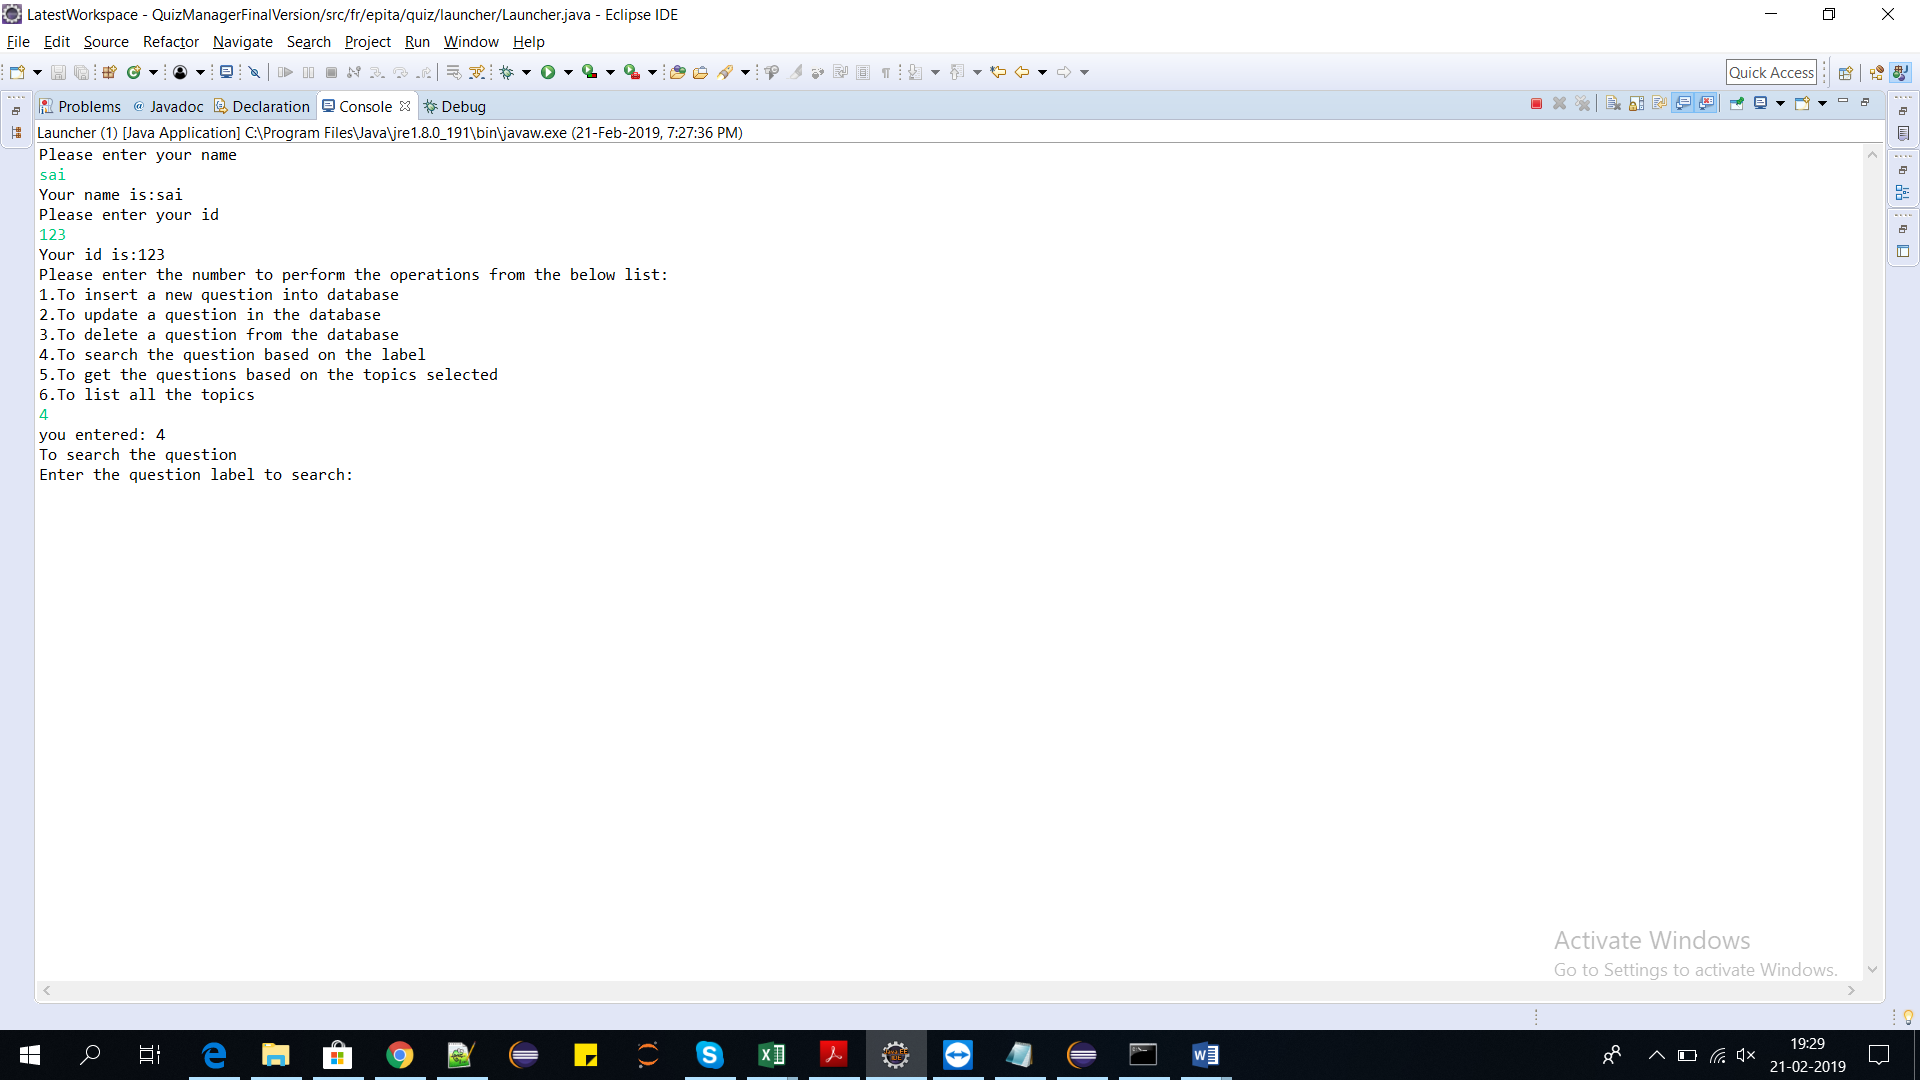 LatestWorkspace - QuizManagerFinalVersion/src/fr/epita/quiz/launcher/Launcher.java - Eclipse IDE
File Edit Source Refactor Navigate Search Project Run Window Help
Quick Access
Problems @ Javadoc Declaration Console Debug
Launcher (1) [Java Application] C:\Program Files\Java\jre1.8.0_191\bin\javaw.exe (21-Feb-2019, 7:27:36 PM)
Please enter your name
sai
Your name is:sai
Please enter your id
123
Your id is:123
Please enter the number to perform the operations from the below list:
1.To insert a new question into database
2.To update a question in the database
3.To delete a question from the database
4.To search the question based on the label
5.To get the questions based on the topics selected
6.To list all the topics
4
you entered: 4
To search the question
Enter the question label to search:
Activate Windows
Go to Settings to activate Windows.
19:29
21-02-2019